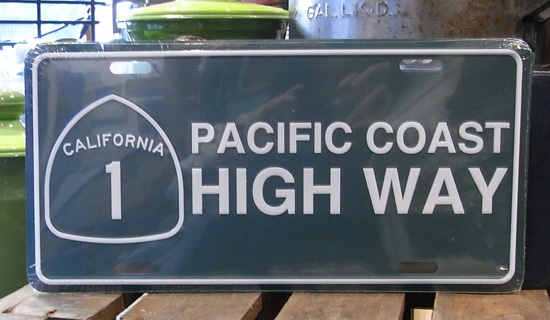 CALIFORNIA
1
PACIFIC COAST
HIGH WAY